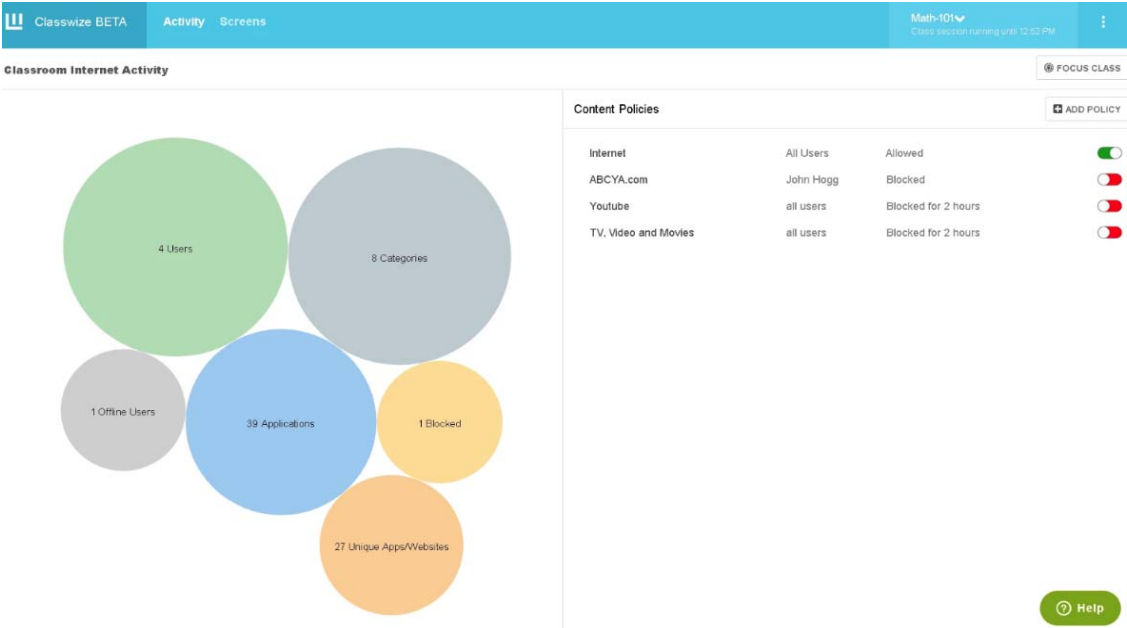 Classwize BETA
Activity
Screens
Math-101
Class session running until 12:52 PM
Classroom Internet Activity
FOCUS CLASS
4 Users
8 Categories
1 Offline Users
39 Applications
1 Blocked
27 Unique Apps/Websites
Content Policies
ADD POLICY
Internet All Users Allowed
ABCYA.com John Hogg Blocked
Youtube all users Blocked for 2 hours
TV, Video and Movies all users Blocked for 2 hours
Help